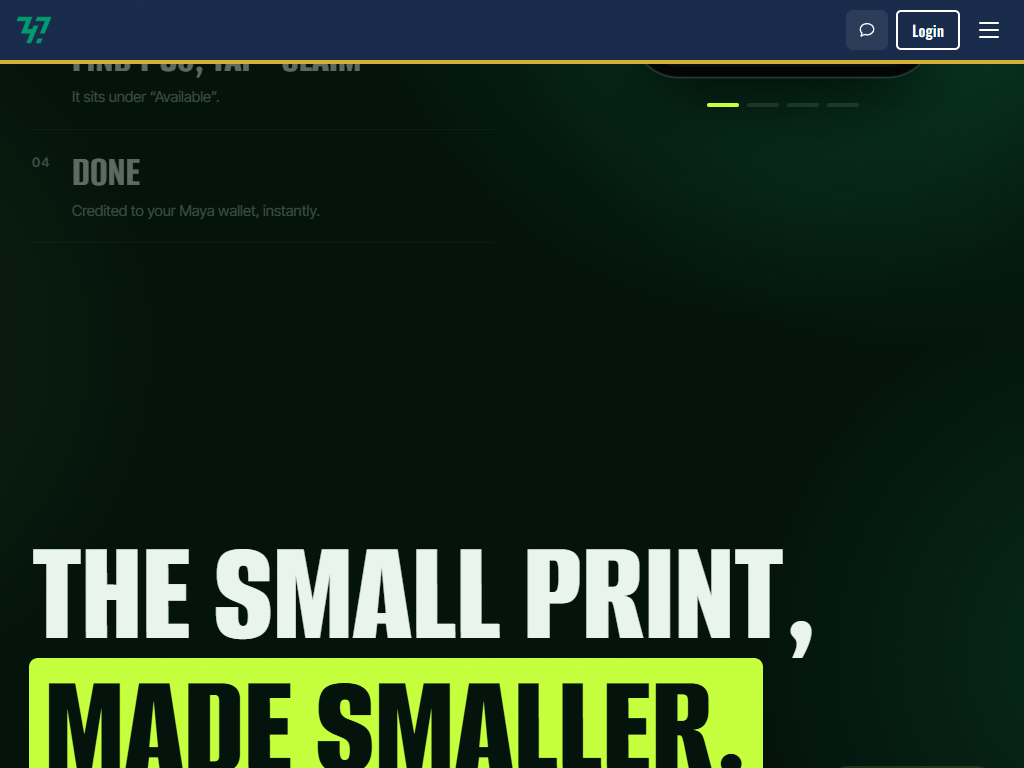 Login
It sits under “Available”.
04
DONE
Credited to your Maya wallet, instantly.
THE SMALL PRINT,
MADE SMALLER.